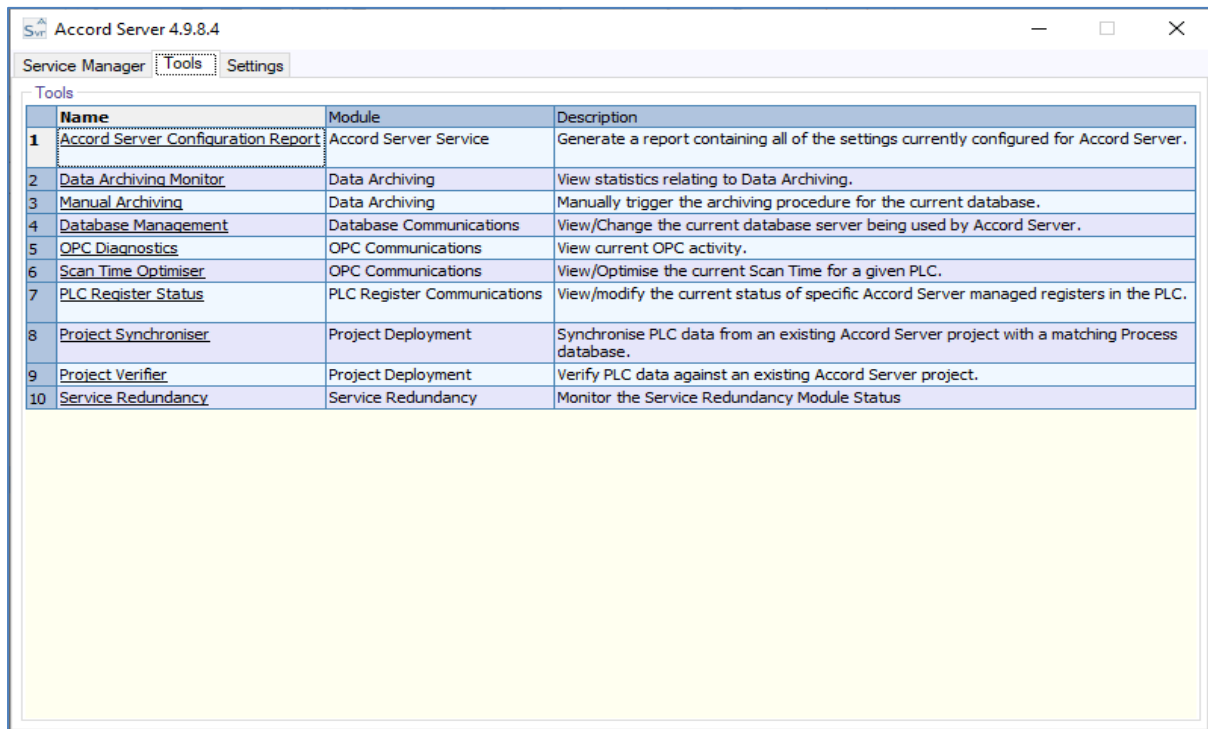 Svr Accord Server 4.9.8.4
Service Manager Tools Settings
Tools
Name Module Description
1 Accord Server Configuration Report Accord Server Service Generate a report containing all of the settings currently configured for Accord Server.
2 Data Archiving Monitor Data Archiving View statistics relating to Data Archiving.
3 Manual Archiving Data Archiving Manually trigger the archiving procedure for the current database.
4 Database Management Database Communications View/Change the current database server being used by Accord Server.
5 OPC Diagnostics OPC Communications View current OPC activity.
6 Scan Time Optimiser OPC Communications View/Optimise the current Scan Time for a given PLC.
7 PLC Register Status PLC Register Communications View/modify the current status of specific Accord Server managed registers in the PLC.
8 Project Synchroniser Project Deployment Synchronise PLC data from an existing Accord Server project with a matching Process
database.
9 Project Verifier Project Deployment Verify PLC data against an existing Accord Server project.
10 Service Redundancy Service Redundancy Monitor the Service Redundancy Module Status